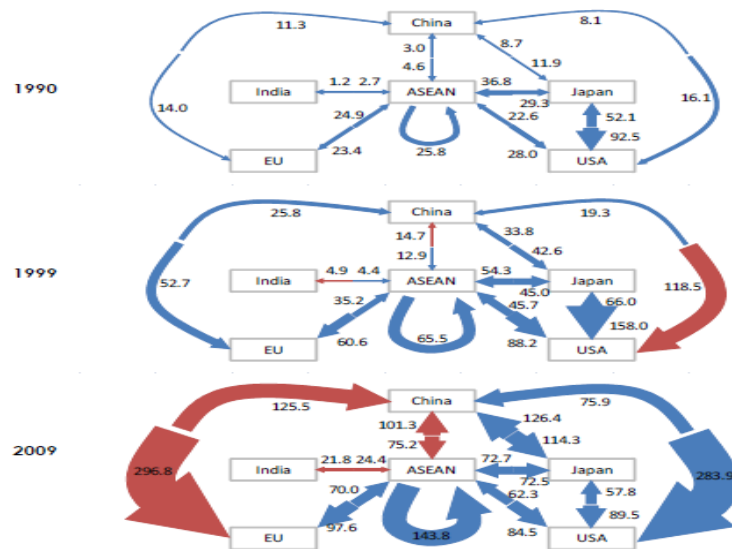 11.3 China 8.1
3.0 8.7
4.6 11.9
1990
India 1.2 2.7 ASEAN 36.8 Japan
14.0 24.9 29.3 22.6 52.1 16.1
92.5
EU 23.4 25.8 28.0 USA
25.8 China 19.3
14.7 33.8
12.9 42.6
1999
India 4.9 4.4 ASEAN 54.3 Japan
52.7 35.2 45.0 45.7 66.0 118.5
158.0
EU 60.6 65.5 88.2 USA
125.5 China 75.9
101.3 126.4
75.2 114.3
2009
296.8 India 21.8 24.4 ASEAN 72.7 Japan 283.9
70.0 72.5 62.3 57.8
89.5
EU 97.6 143.8 84.5 USA